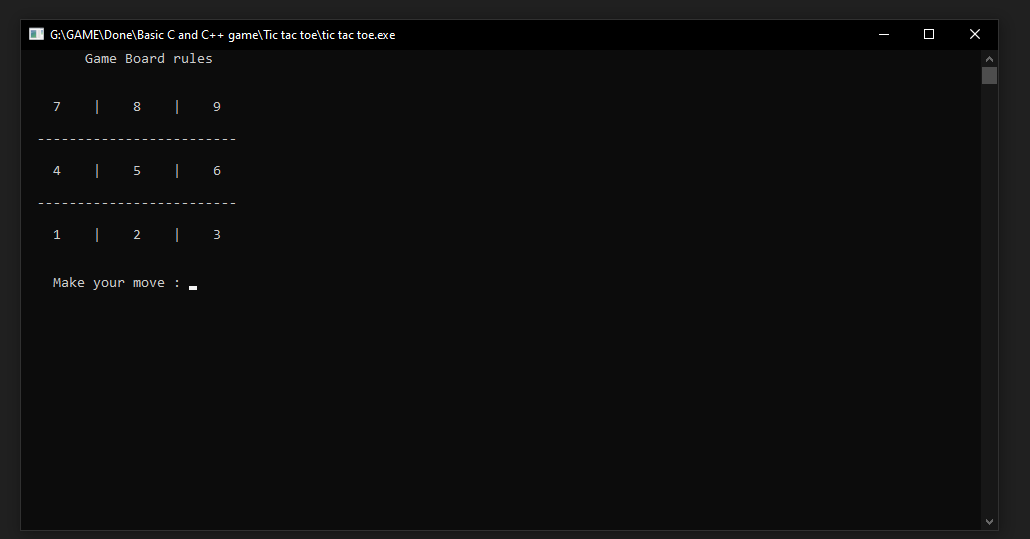 G:\GAME\Done\Basic C and C++ game\Tic tac toe\tic tac toe.exe
Game Board rules
7 | 8 | 9
-------------------------
4 | 5 | 6
-------------------------
1 | 2 | 3
Make your move :